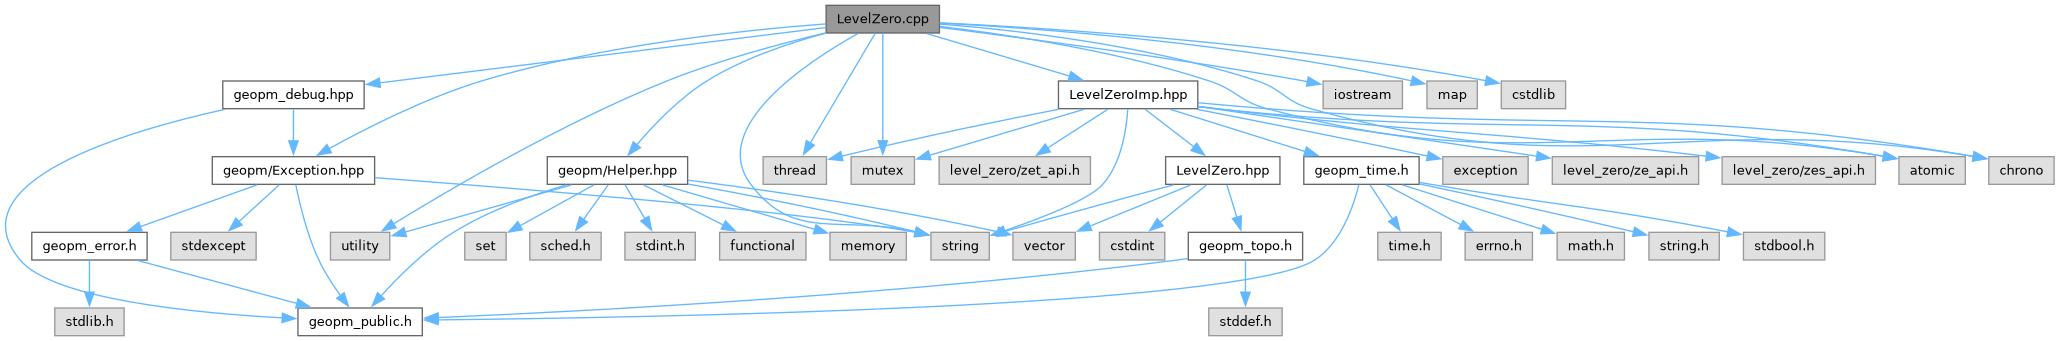 LevelZero.cpp
geopm_debug.hpp
LevelZeroImp.hpp
iostream
map
cstdlib
geopm/Exception.hpp
geopm/Helper.hpp
thread
mutex
level_zero/zet_api.h
LevelZero.hpp
geopm_time.h
exception
level_zero/ze_api.h
level_zero/zes_api.h
atomic
chrono
geopm_error.h
stdexcept
utility
set
sched.h
stdint.h
functional
memory
string
vector
cstdint
geopm_topo.h
time.h
errno.h
math.h
string.h
stdbool.h
stdlib.h
geopm_public.h
stddef.h